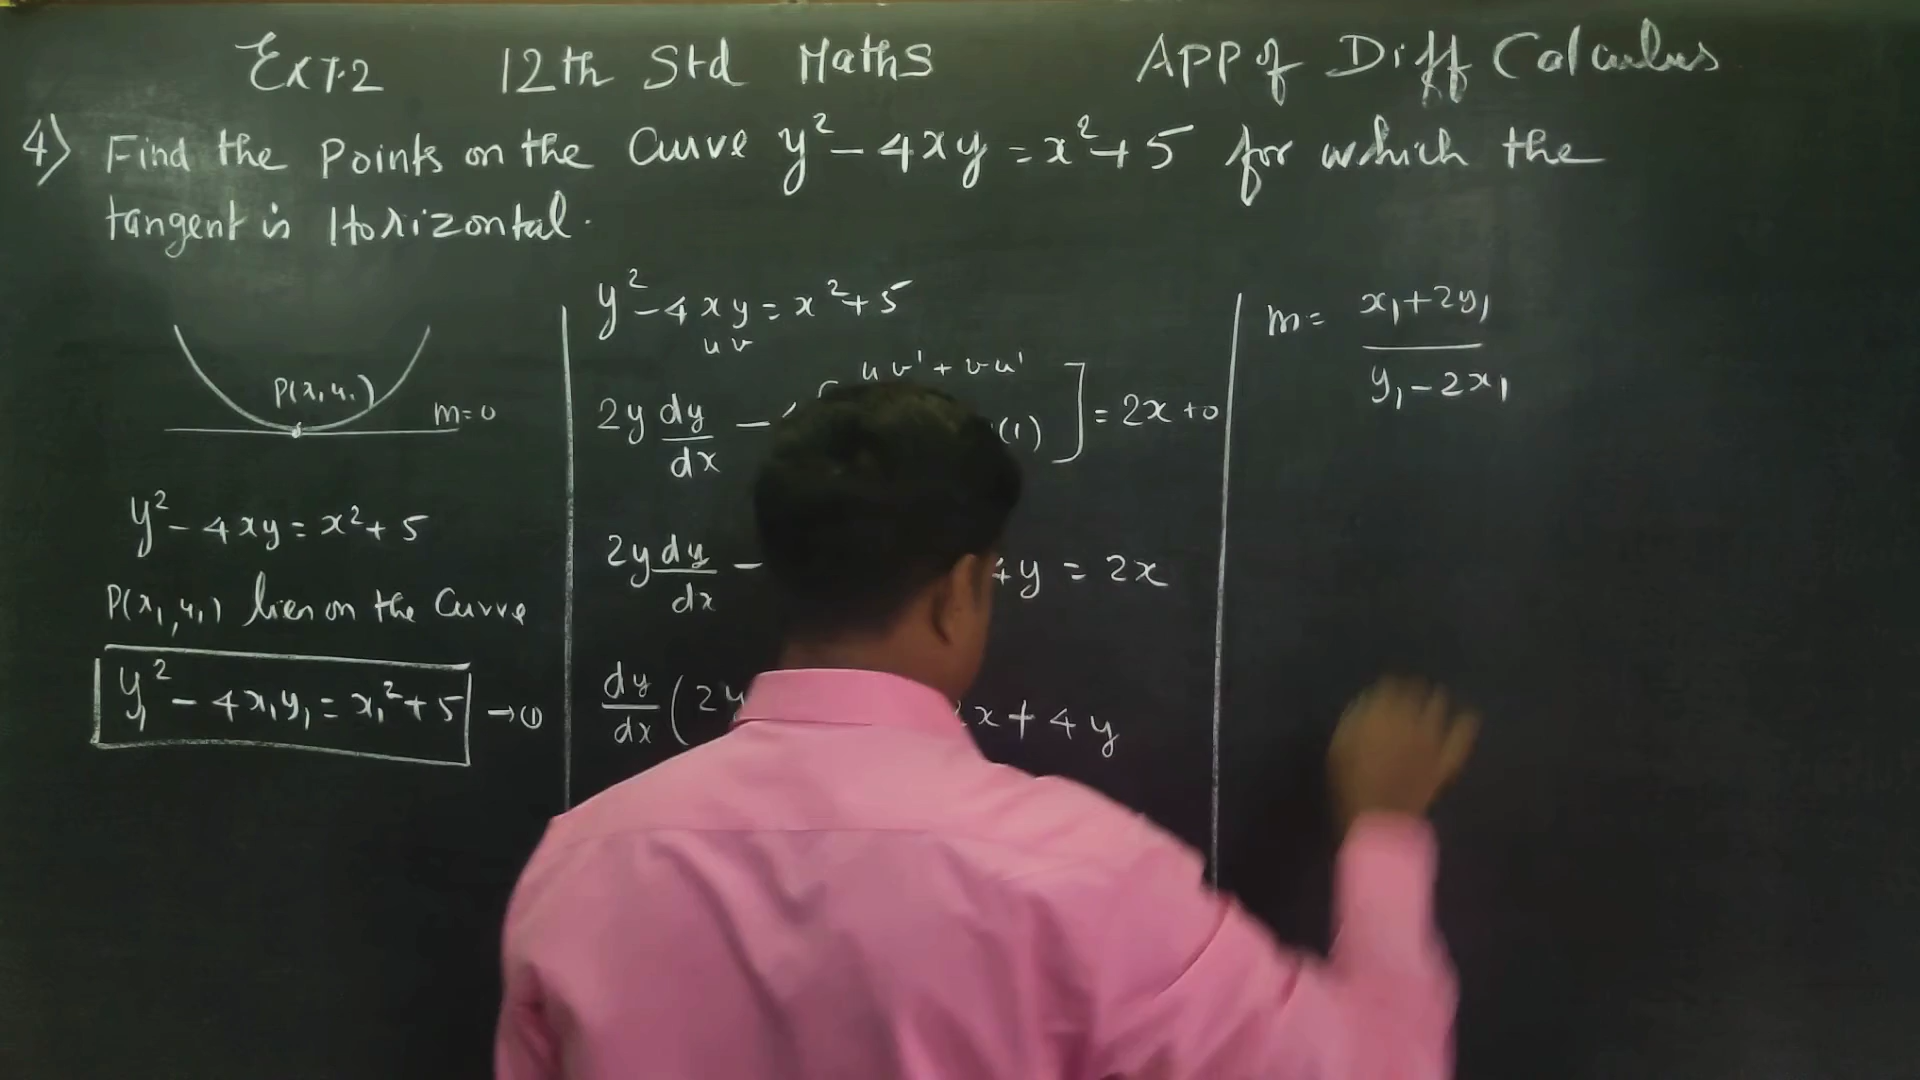 Ex 7.2 12th Std Maths APP of Diff Calculus
4) Find the Points on the Curve y² - 4xy = x² + 5 for which the
tangent is Horizontal.
P(x₁, y₁)
m = 0
y² - 4xy = x² + 5
P(x₁, y₁) lies on the Curve
y₁² - 4x₁y₁ = x₁² + 5 → ①
y² - 4xy = x² + 5
u v
uv' + vu'
2y dy/dx - (1) ] = 2x + 0
2y dy/dx - 4y = 2x
dy/dx (2y x + 4y
m = (x₁ + 2y₁)/(y₁ - 2x₁)